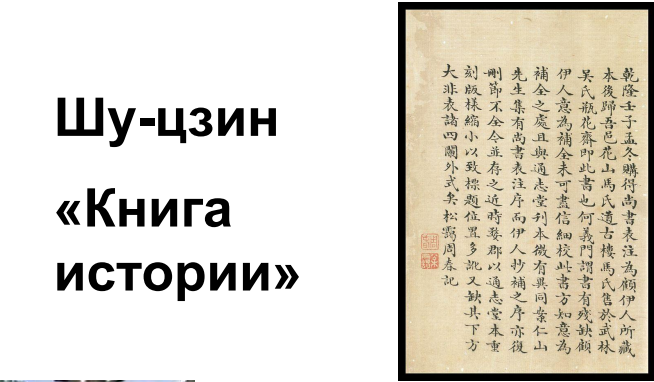 Шу-цзин
«Книга
истории»
乾隆壬子孟冬購得尚書表注為顧伊人所藏
本後歸吾邑花山馬氏道古樓馬氏售於武林
吳氏瓶花齋即此書也何義門謂書有殘缺顧
伊人意為補全未可盡信細校此書方知意為
補全之處且與通志堂刊本微有異同案仁山
先生集有尚書表注序而伊人抄補之序亦復
刪節不全今並存之近時婺郡以通志堂本重
刻版樣縮小以致標題位置多訛又缺其下方
大非表諸四闌外式矣松靄周春記